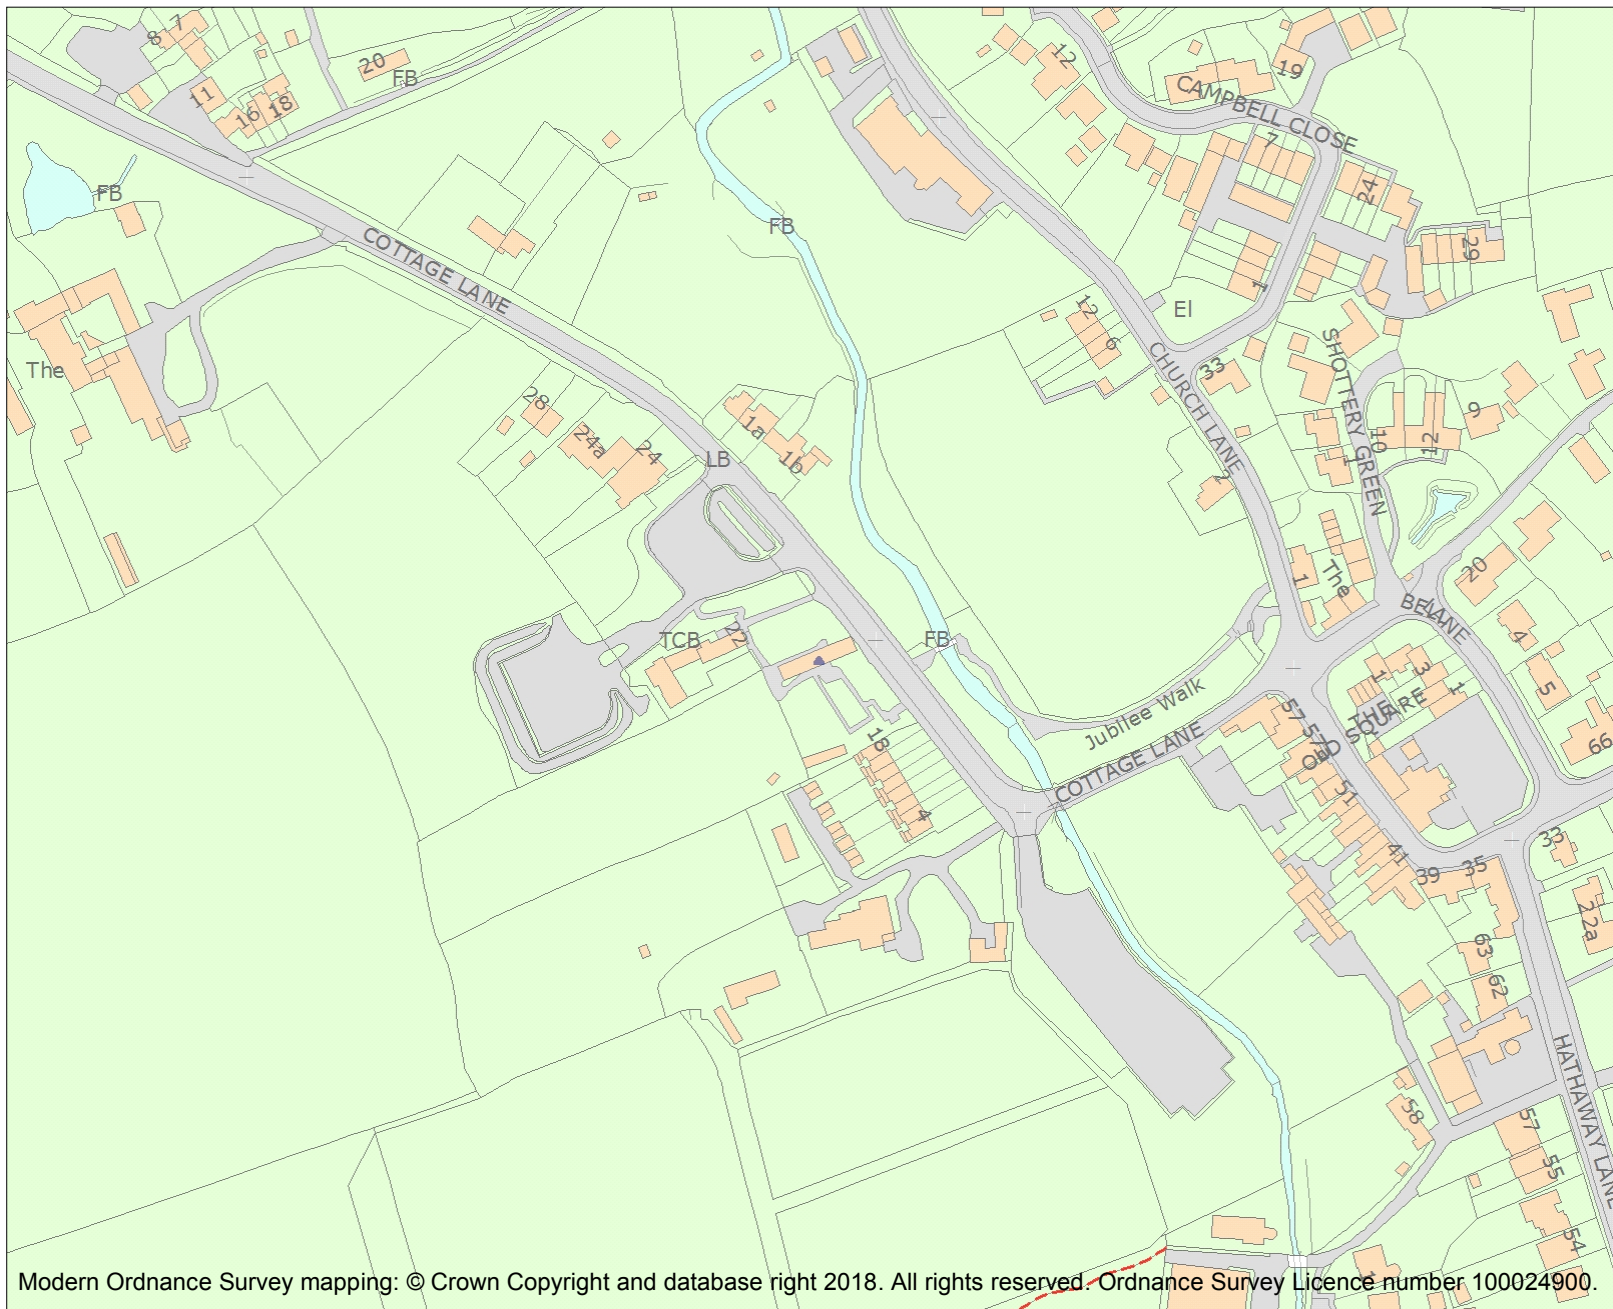 8
7
20
FB
11
16
18
12
19
CAMPBELL CLOSE
7
24
FB
FB
COTTAGE LANE
29
1
El
12
6
CHURCH LANE
33
SHOTTERY GREEN
The
28
24a
24
1a
1b
LB
9
10
12
1
2
20
1
The
BELL LANE
4
TCB
22
FB
1
3
1
5
Jubilee Walk
57
57b
THE
OLD SQUARE
66
COTTAGE LANE
18
4
51
41
39
35
33
22a
63
62
HATHAWAY LANE
58
57
55
54
Modern Ordnance Survey mapping: © Crown Copyright and database right 2018. All rights reserved. Ordnance Survey Licence number 100024900.